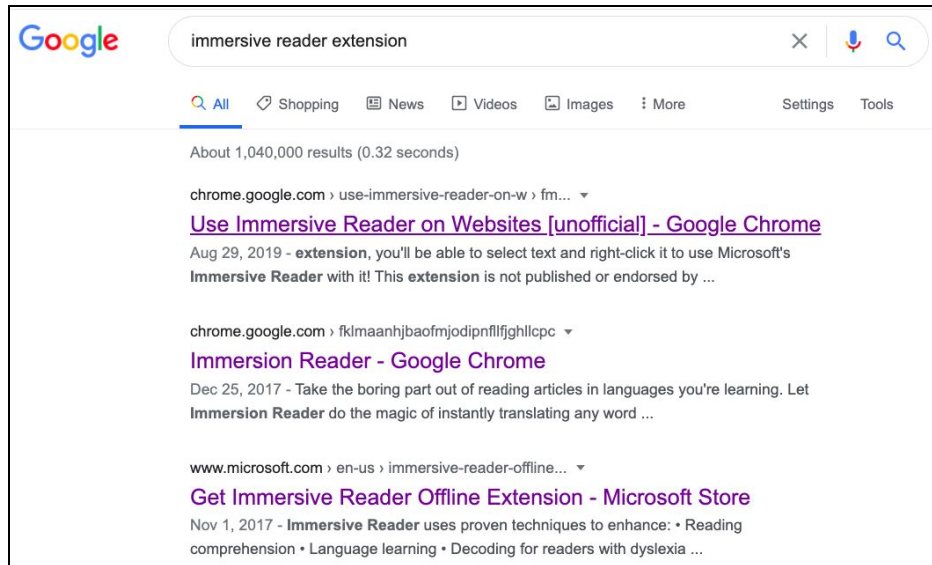 Google
immersive reader extension
All Shopping News Videos Images More Settings Tools
About 1,040,000 results (0.32 seconds)
chrome.google.com › use-immersive-reader-on-w › fm...
Use Immersive Reader on Websites [unofficial] - Google Chrome
Aug 29, 2019 - extension, you'll be able to select text and right-click it to use Microsoft's
Immersive Reader with it! This extension is not published or endorsed by ...
chrome.google.com › fklmaanhjbaofmjodipnfllfjghllcpc
Immersion Reader - Google Chrome
Dec 25, 2017 - Take the boring part out of reading articles in languages you're learning. Let
Immersion Reader do the magic of instantly translating any word ...
www.microsoft.com › en-us › immersive-reader-offline...
Get Immersive Reader Offline Extension - Microsoft Store
Nov 1, 2017 - Immersive Reader uses proven techniques to enhance: • Reading
comprehension • Language learning • Decoding for readers with dyslexia ...